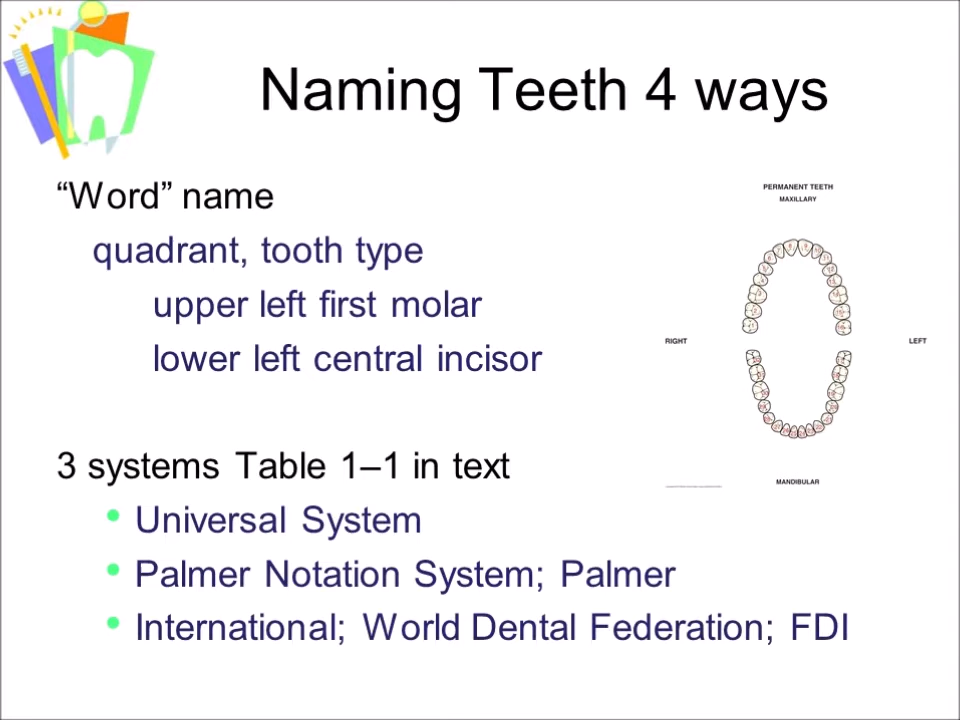 Naming Teeth 4 ways
“Word” name
quadrant, tooth type
upper left first molar
lower left central incisor
3 systems Table 1–1 in text
• Universal System
• Palmer Notation System; Palmer
• International; World Dental Federation; FDI
PERMANENT TEETH
MAXILLARY
RIGHT
LEFT
MANDIBULAR